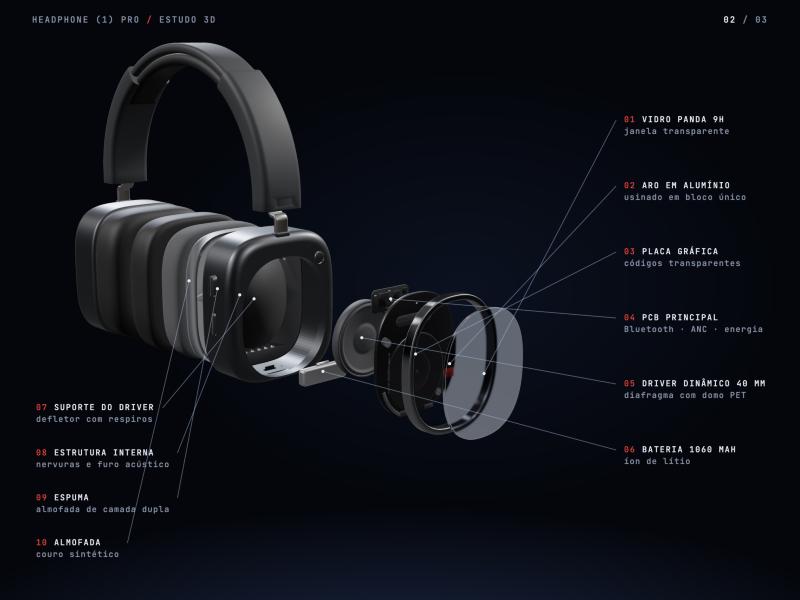 HEADPHONE (1) PRO / ESTUDO 3D
02 / 03
01 VIDRO PANDA 9H
janela transparente
02 ARO EM ALUMÍNIO
usinado em bloco único
03 PLACA GRÁFICA
códigos transparentes
04 PCB PRINCIPAL
Bluetooth · ANC · energia
05 DRIVER DINÂMICO 40 MM
diafragma com domo PET
06 BATERIA 1060 MAH
íon de lítio
07 SUPORTE DO DRIVER
defletor com respiros
08 ESTRUTURA INTERNA
nervuras e furo acústico
09 ESPUMA
almofada de camada dupla
10 ALMOFADA
couro sintético